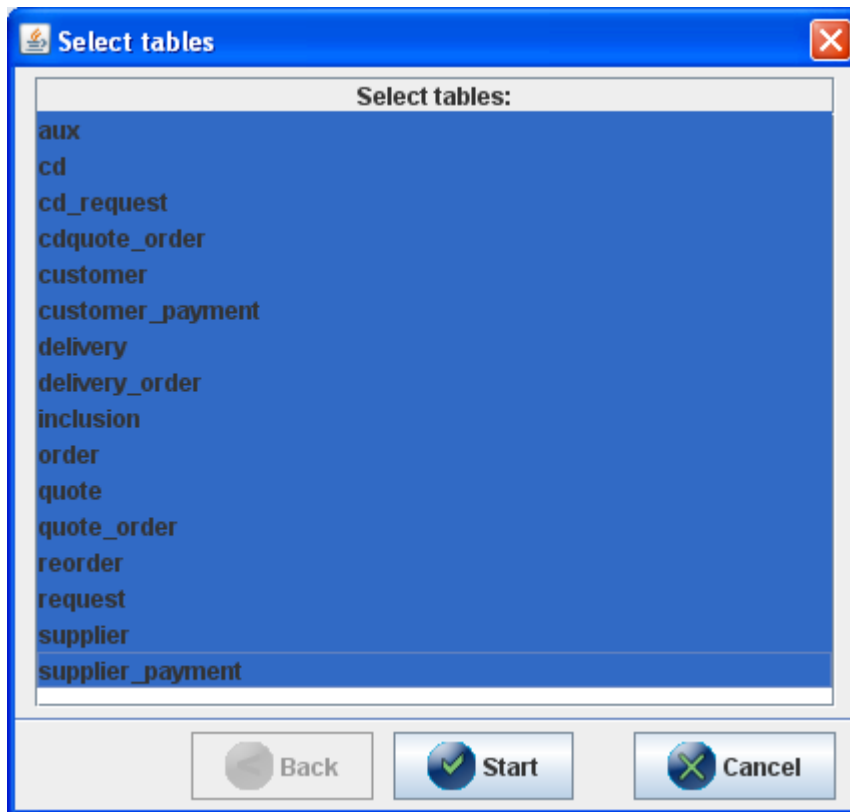 Select tables
Select tables:
aux
cd
cd_request
cdquote_order
customer
customer_payment
delivery
delivery_order
inclusion
order
quote
quote_order
reorder
request
supplier
supplier_payment
Back
Start
Cancel